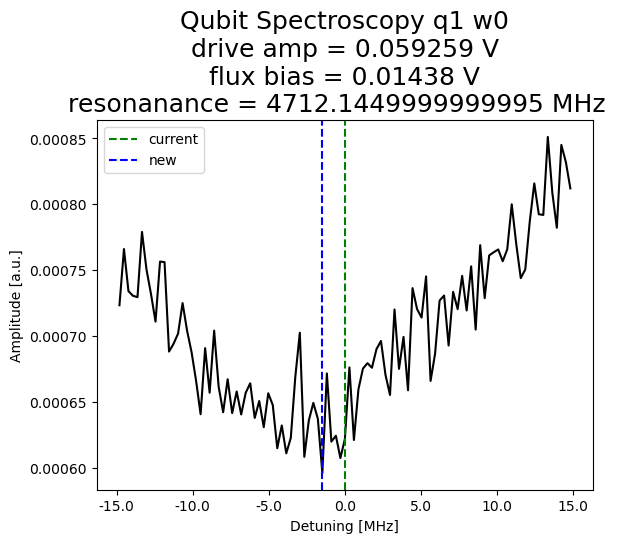 Qubit Spectroscopy q1 w0
drive amp = 0.059259 V
flux bias = 0.01438 V
resonanance = 4712.1449999999995 MHz
current
new
0.00085
0.00080
0.00075
0.00070
0.00065
0.00060
Amplitude [a.u.]
-15.0 -10.0 -5.0 0.0 5.0 10.0 15.0
Detuning [MHz]